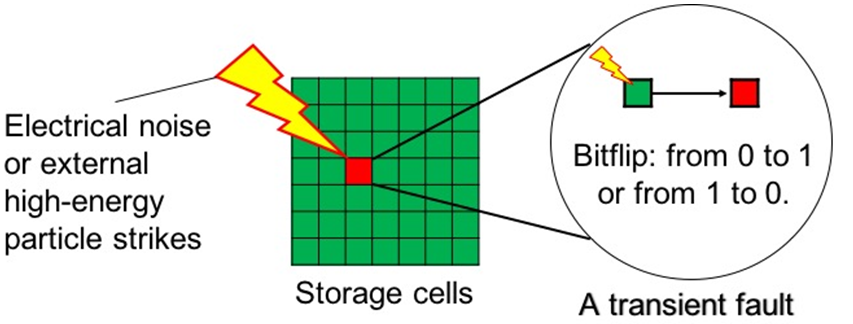 Electrical noise
or external
high-energy
particle strikes
Storage cells
Bitflip: from 0 to 1
or from 1 to 0.
A transient fault